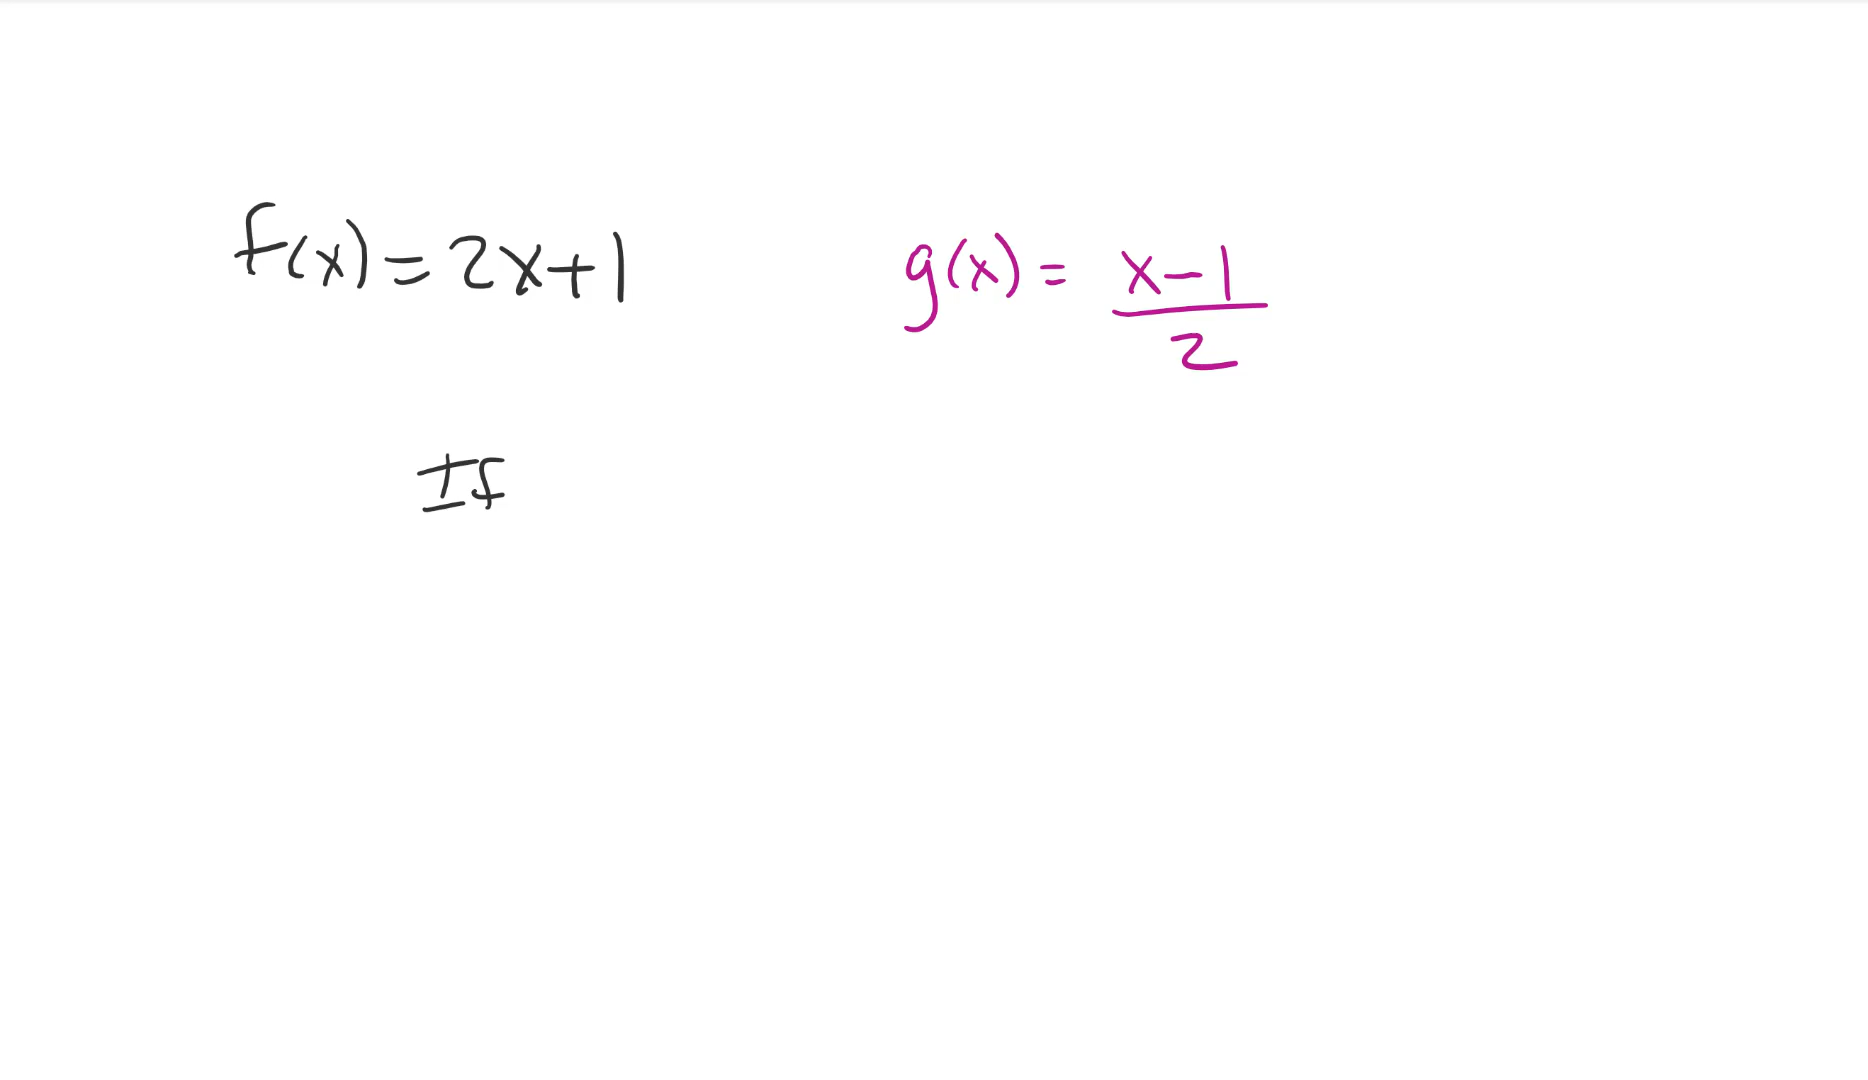 f(x) = 2x+1
g(x) = x-1/2
If